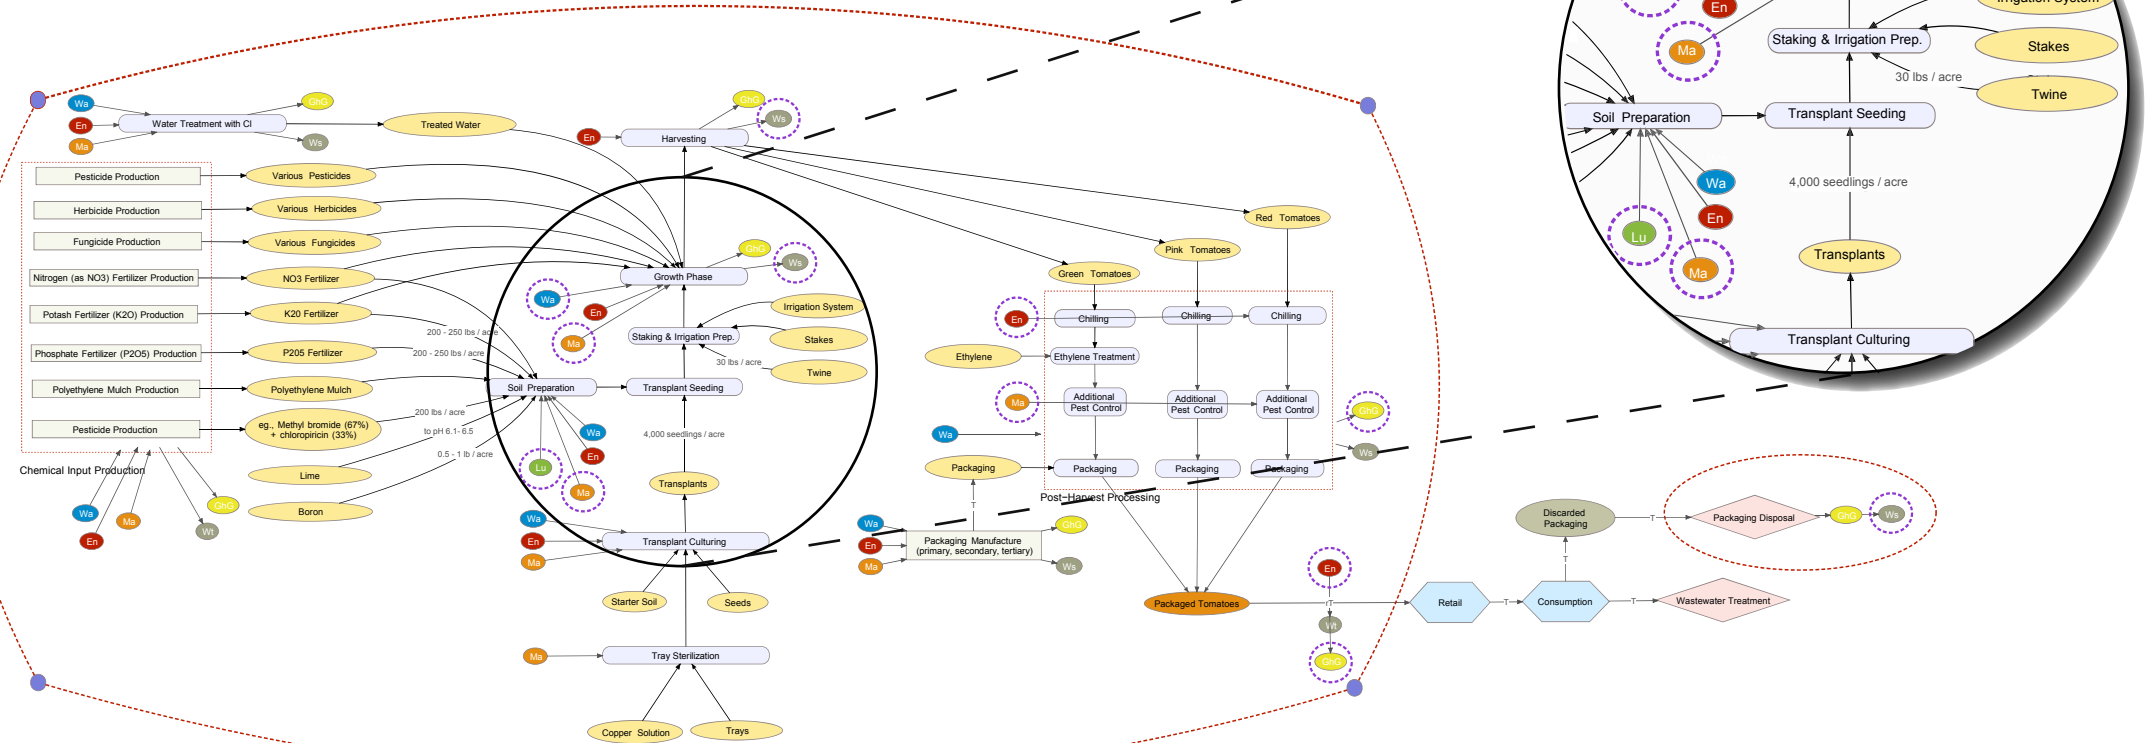 Wa
En
Ma
Water Treatment with Cl
GhG
Ws
Treated Water
En
Harvesting
GhG
Ws
Pesticide Production
Herbicide Production
Fungicide Production
Nitrogen (as NO3) Fertilizer Production
Potash Fertilizer (K2O) Production
Phosphate Fertilizer (P2O5) Production
Polyethylene Mulch Production
Pesticide Production
Chemical Input Production
Wa
En
Ma
Wt
GhG
Various Pesticides
Various Herbicides
Various Fungicides
NO3 Fertilizer
K20 Fertilizer
P205 Fertilizer
Polyethylene Mulch
eg., Methyl bromide (67%)
+ chloropiricin (33%)
Lime
Boron
200 - 250 lbs / acre
200 - 250 lbs / acre
200 lbs / acre
to pH 6.1- 6.5
0.5 - 1 lb / acre
Growth Phase
GhG
Ws
Wa
En
Ma
Irrigation System
Staking & Irrigation Prep.
Stakes
30 lbs / acre
Twine
Soil Preparation
Transplant Seeding
Wa
En
Lu
Ma
4,000 seedlings / acre
Transplants
Wa
En
Ma
Transplant Culturing
Starter Soil
Seeds
Ma
Tray Sterilization
Copper Solution
Trays
Red Tomatoes
Pink Tomatoes
Green Tomatoes
En
Chilling
Chilling
Chilling
Ethylene
Ethylene Treatment
Ma
Additional
Pest Control
Additional
Pest Control
Additional
Pest Control
GhG
Wa
Ws
Packaging
Packaging
Packaging
Packaging
Post-Harvest Processing
T
Wa
En
Ma
Packaging Manufacture
(primary, secondary, tertiary)
GhG
Ws
Packaged Tomatoes
En
rT
Wt
GhG
Retail
T
Consumption
T
Wastewater Treatment
T
Discarded
Packaging
T
Packaging Disposal
GhG
Ws
En
Irrigation System
Ma
Staking & Irrigation Prep.
Stakes
30 lbs / acre
Twine
Soil Preparation
Transplant Seeding
Wa
En
Lu
Ma
4,000 seedlings / acre
Transplants
Transplant Culturing